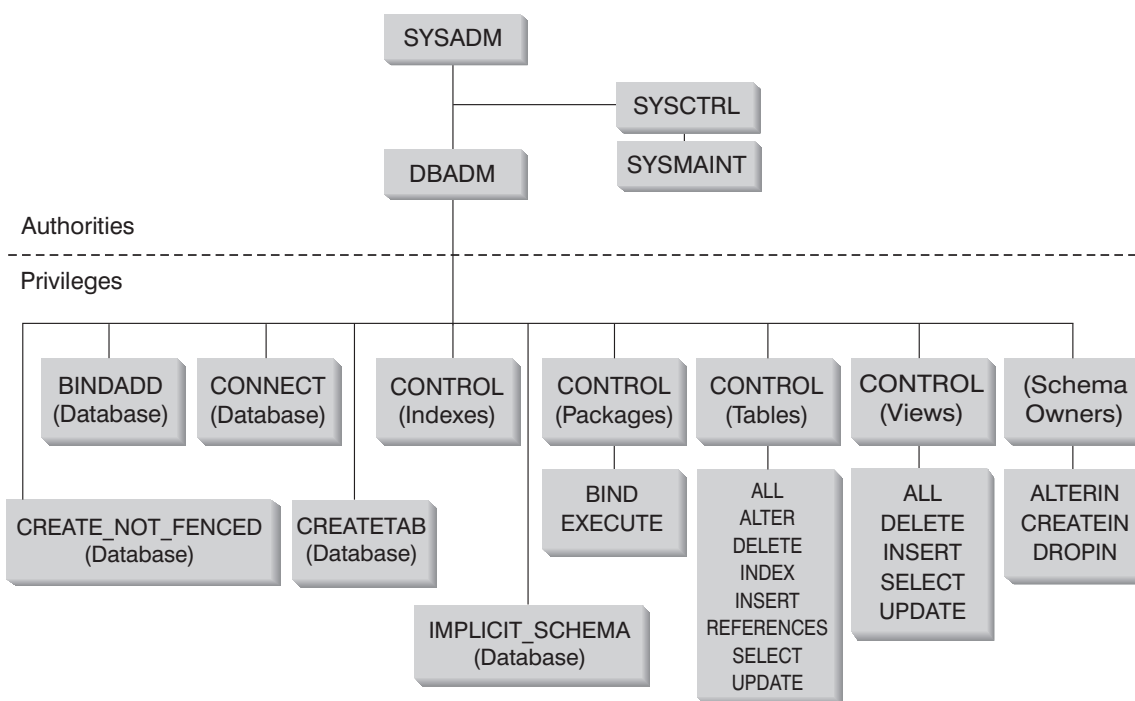 SYSADM
SYSCTRL
SYSMAINT
DBADM
Authorities
Privileges
BINDADD
(Database)
CONNECT
(Database)
CONTROL
(Indexes)
CONTROL
(Packages)
CONTROL
(Tables)
CONTROL
(Views)
(Schema
Owners)
CREATE_NOT_FENCED
(Database)
CREATETAB
(Database)
IMPLICIT_SCHEMA
(Database)
BIND
EXECUTE
ALL
ALTER
DELETE
INDEX
INSERT
REFERENCES
SELECT
UPDATE
ALL
DELETE
INSERT
SELECT
UPDATE
ALTERIN
CREATEIN
DROPIN